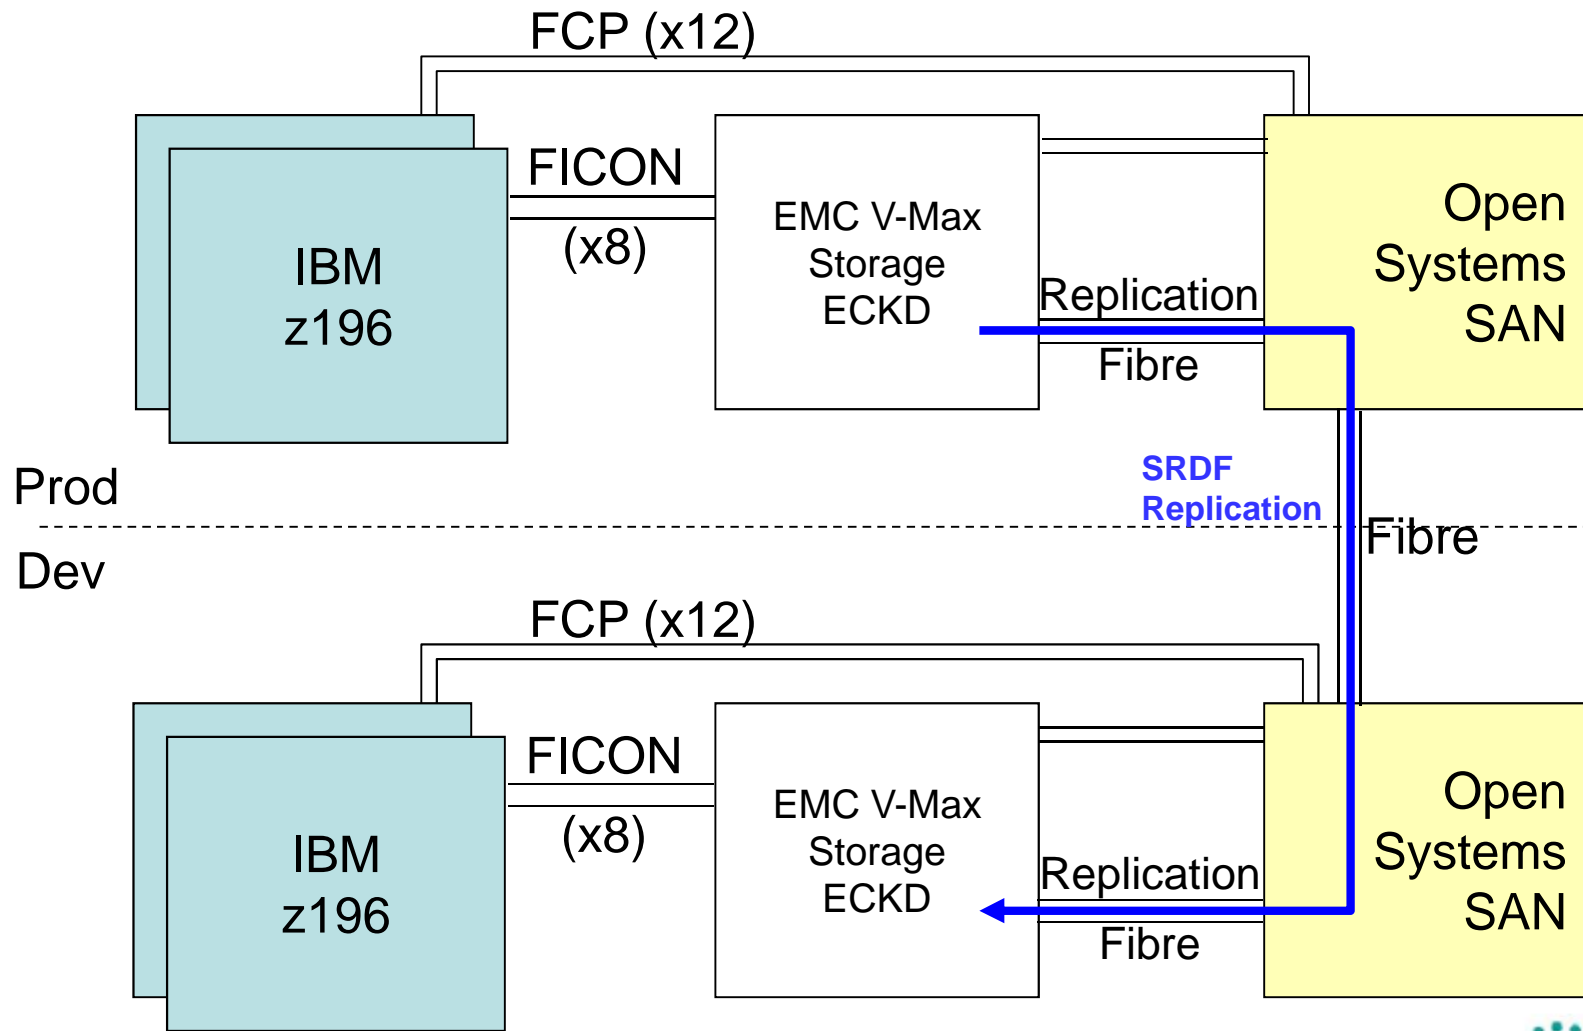 FCP (x12)
FICON
(x8)
IBM
z196
EMC V-Max
Storage
ECKD
Replication
Fibre
Open
Systems
SAN
SRDF
Replication
Prod
Fibre
Dev
FCP (x12)
FICON
(x8)
IBM
z196
EMC V-Max
Storage
ECKD
Replication
Fibre
Open
Systems
SAN